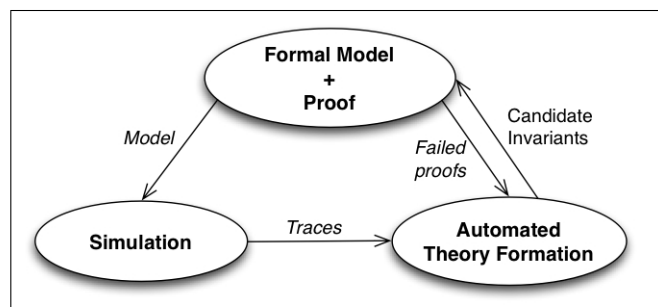 Formal Model
+
Proof
Model
Failed
proofs
Candidate
Invariants
Simulation
Traces
Automated
Theory Formation